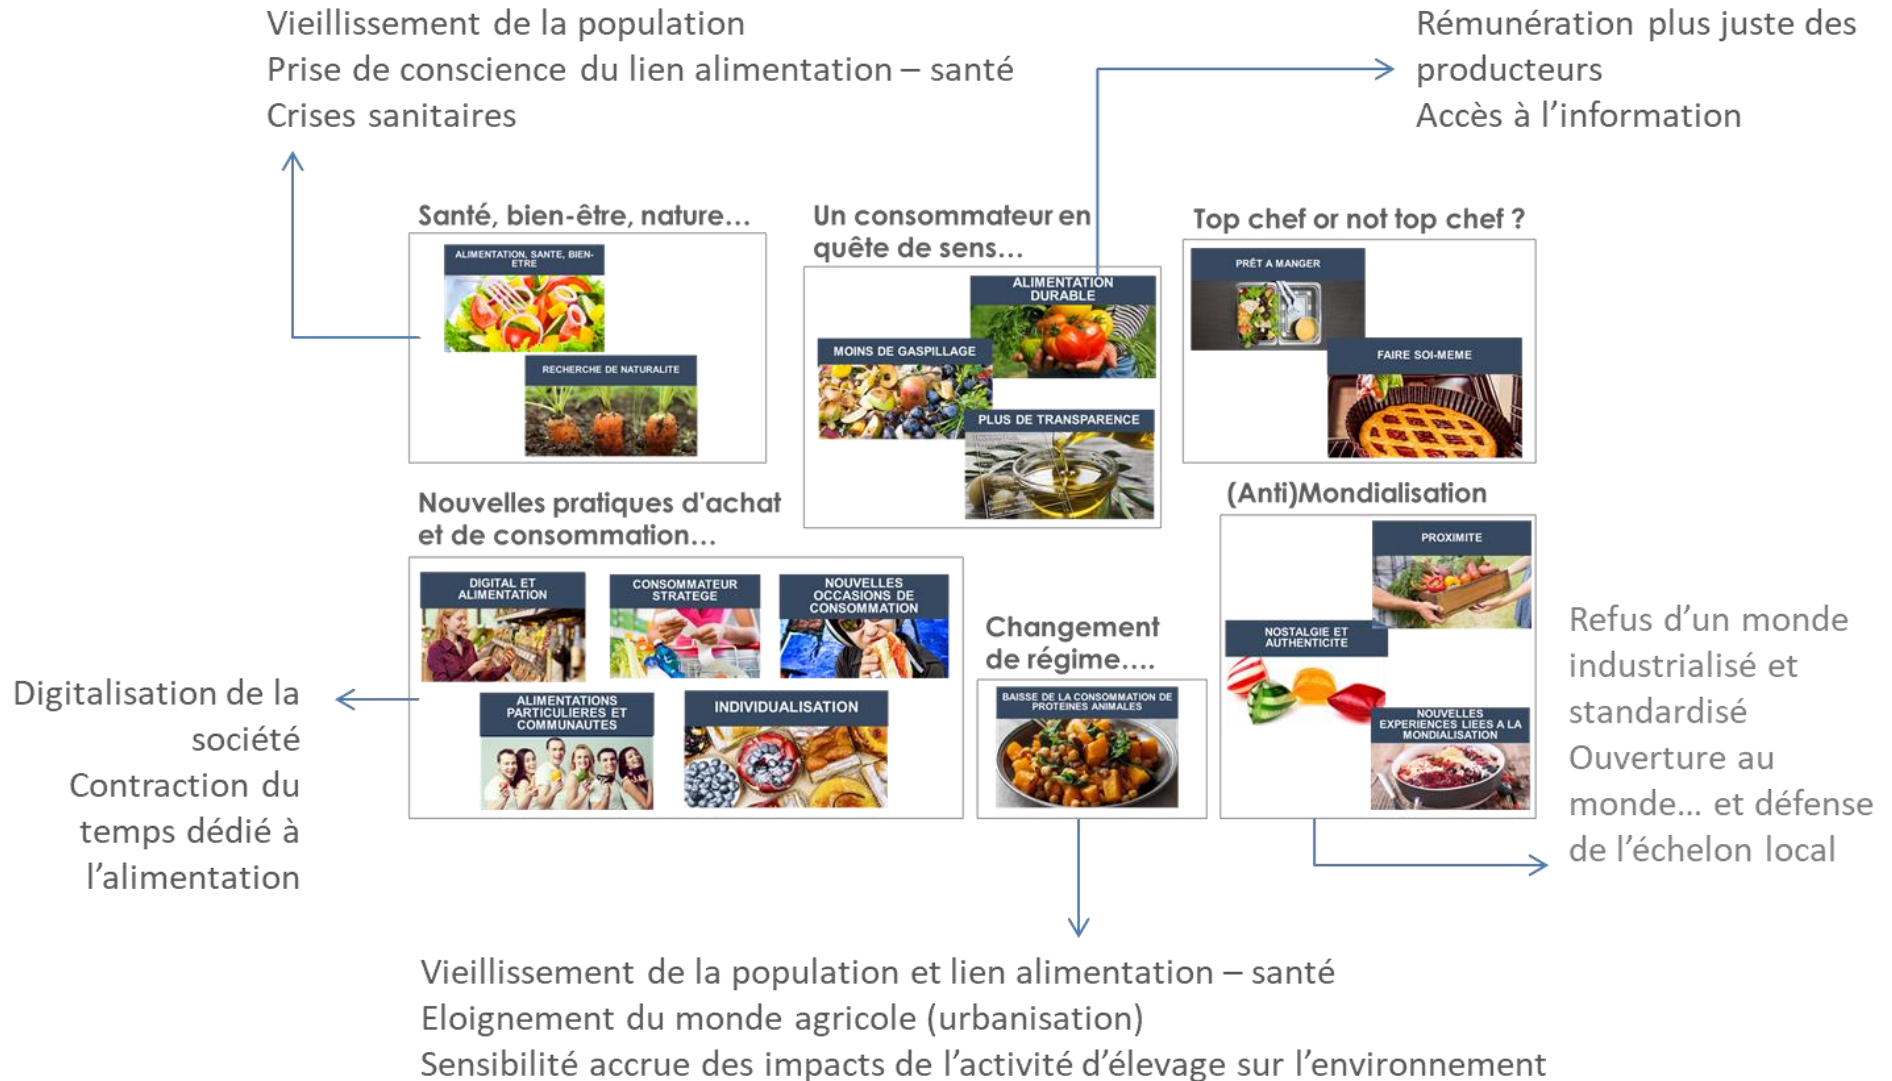 Vieillissement de la population
Prise de conscience du lien alimentation – santé
Crises sanitaires
Rémunération plus juste des
producteurs
Accès à l’information
Santé, bien-être, nature…
ALIMENTATION, SANTE, BIEN-
ETRE
RECHERCHE DE NATURALITE
Un consommateur en
quête de sens…
ALIMENTATION
DURABLE
MOINS DE GASPILLAGE
PLUS DE TRANSPARENCE
Top chef or not top chef ?
PRÊT A MANGER
FAIRE SOI-MEME
Nouvelles pratiques d'achat
et de consommation…
DIGITAL ET
ALIMENTATION
CONSOMMATEUR
STRATEGE
NOUVELLES
OCCASIONS DE
CONSOMMATION
ALIMENTATIONS
PARTICULIERES ET
COMMUNAUTES
INDIVIDUALISATION
Changement
de régime….
BAISSE DE LA CONSOMMATION DE
PROTEINES ANIMALES
(Anti)Mondialisation
PROXIMITE
NOSTALGIE ET
AUTHENTICITE
NOUVELLES
EXPERIENCES LIEES A LA
MONDIALISATION
Digitalisation de la
société
Contraction du
temps dédié à
l’alimentation
Refus d’un monde
industrialisé et
standardisé
Ouverture au
monde… et défense
de l’échelon local
Vieillissement de la population et lien alimentation – santé
Eloignement du monde agricole (urbanisation)
Sensibilité accrue des impacts de l’activité d’élevage sur l’environnement